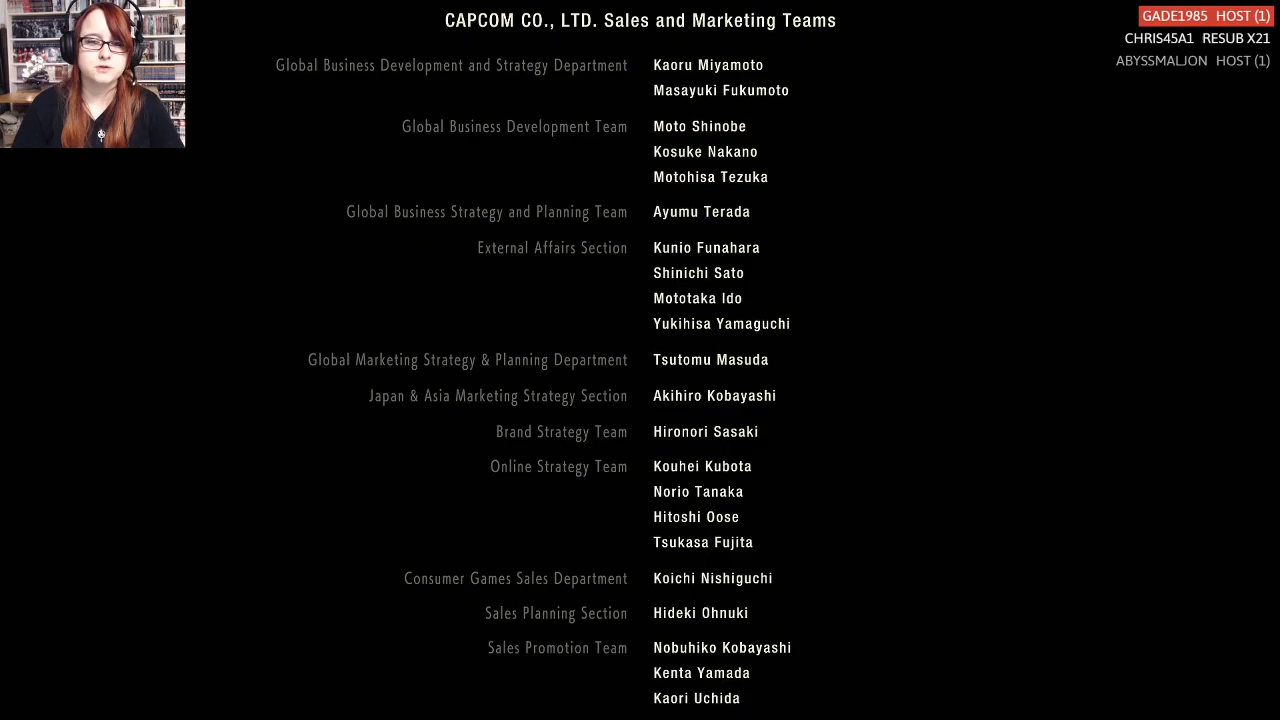 CAPCOM CO., LTD. Sales and Marketing Teams
GADE1985 HOST (1)
CHRIS45A1 RESUB X21
ABYSSMALJON HOST (1)
Global Business Development and Strategy Department Kaoru Miyamoto
Masayuki Fukumoto
Global Business Development Team Moto Shinobe
Kosuke Nakano
Motohisa Tezuka
Global Business Strategy and Planning Team Ayumu Terada
External Affairs Section Kunio Funahara
Shinichi Sato
Mototaka Ido
Yukihisa Yamaguchi
Global Marketing Strategy & Planning Department Tsutomu Masuda
Japan & Asia Marketing Strategy Section Akihiro Kobayashi
Brand Strategy Team Hironori Sasaki
Online Strategy Team Kouhei Kubota
Norio Tanaka
Hitoshi Oose
Tsukasa Fujita
Consumer Games Sales Department Koichi Nishiguchi
Sales Planning Section Hideki Ohnuki
Sales Promotion Team Nobuhiko Kobayashi
Kenta Yamada
Kaori Uchida